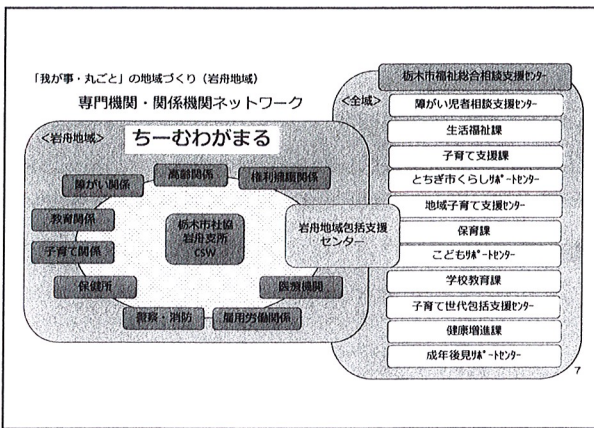 「我が事・丸ごと」の地域づくり（岩舟地域）
専門機関・関係機関ネットワーク
<岩舟地域>
ちーむわがまる
高齢関係
障がい関係
権利擁護関係
教育関係
子育て関係
保健所
警察・消防
雇用労働関係
医療機関
栃木市社協
岩舟支所
CSW
岩舟地域包括支援
センター
栃木市福祉総合相談支援ｾﾝﾀｰ
<全域>
障がい児者相談支援ｾﾝﾀｰ
生活福祉課
子育て支援課
とちぎ市くらしｻﾎﾟｰﾄｾﾝﾀｰ
地域子育て支援ｾﾝﾀｰ
保育課
こどもｻﾎﾟｰﾄｾﾝﾀｰ
学校教育課
子育て世代包括支援ｾﾝﾀｰ
健康増進課
成年後見ｻﾎﾟｰﾄｾﾝﾀｰ
7